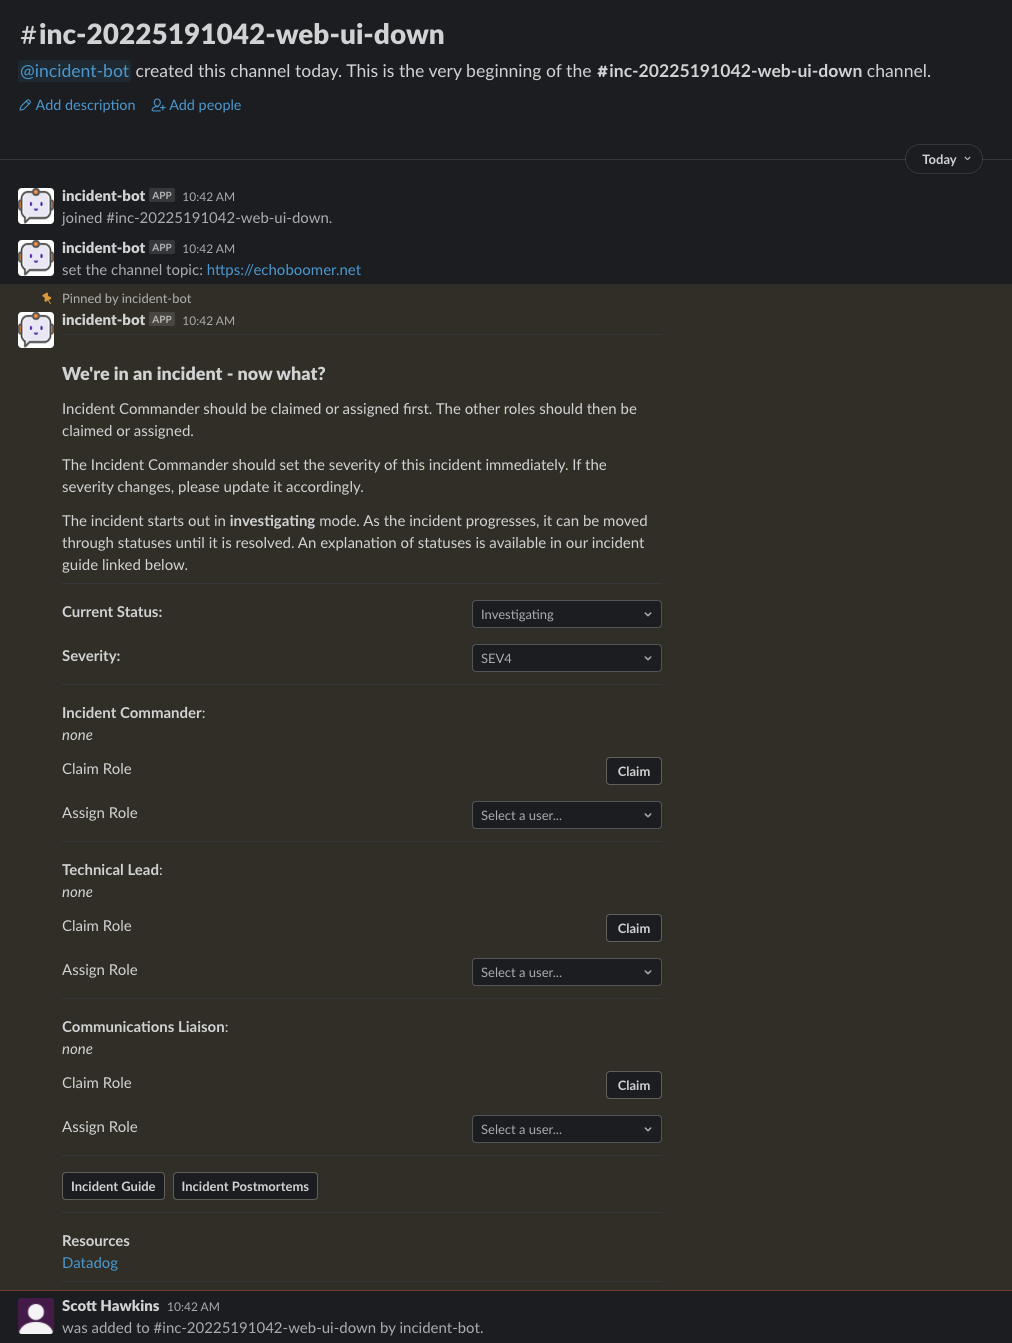 #inc-20225191042-web-ui-down
@incident-bot created this channel today. This is the very beginning of the #inc-20225191042-web-ui-down channel.
Add description Add people
Today
incident-bot APP 10:42 AM
joined #inc-20225191042-web-ui-down.
incident-bot APP 10:42 AM
set the channel topic: https://echoboomer.net
Pinned by incident-bot
incident-bot APP 10:42 AM
We're in an incident - now what?
Incident Commander should be claimed or assigned first. The other roles should then be
claimed or assigned.
The Incident Commander should set the severity of this incident immediately. If the
severity changes, please update it accordingly.
The incident starts out in investigating mode. As the incident progresses, it can be moved
through statuses until it is resolved. An explanation of statuses is available in our incident
guide linked below.
Current Status: Investigating
Severity: SEV4
Incident Commander:
none
Claim Role Claim
Assign Role Select a user...
Technical Lead:
none
Claim Role Claim
Assign Role Select a user...
Communications Liaison:
none
Claim Role Claim
Assign Role Select a user...
Incident Guide Incident Postmortems
Resources
Datadog
Scott Hawkins 10:42 AM
was added to #inc-20225191042-web-ui-down by incident-bot.